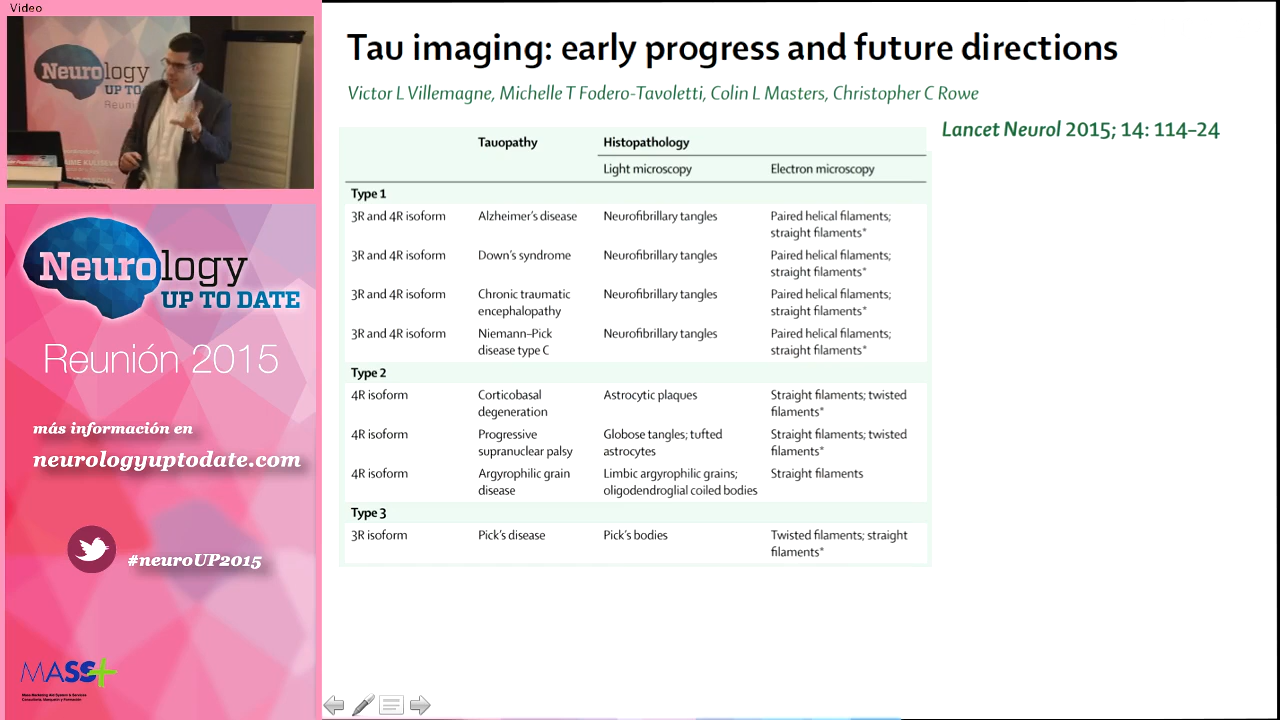 Video
Neurology
UP TO
Reunió
Neurology
UP TO DATE
Reunión 2015
más información en
neurologyuptodate.com
#neuroUP2015
MASS+
Tau imaging: early progress and future directions
Victor L Villemagne, Michelle T Fodero-Tavoletti, Colin L Masters, Christopher C Rowe
Lancet Neurol 2015; 14: 114–24
Tauopathy Histopathology
Light microscopy Electron microscopy
Type 1
3R and 4R isoform Alzheimer's disease Neurofibrillary tangles Paired helical filaments;
straight filaments*
3R and 4R isoform Down's syndrome Neurofibrillary tangles Paired helical filaments;
straight filaments*
3R and 4R isoform Chronic traumatic Neurofibrillary tangles Paired helical filaments;
encephalopathy straight filaments*
3R and 4R isoform Niemann–Pick Neurofibrillary tangles Paired helical filaments;
disease type C straight filaments*
Type 2
4R isoform Corticobasal Astrocytic plaques Straight filaments; twisted
degeneration filaments*
4R isoform Progressive Globose tangles; tufted Straight filaments; twisted
supranuclear palsy astrocytes filaments*
4R isoform Argyrophilic grain Limbic argyrophilic grains; Straight filaments
disease oligodendroglial coiled bodies
Type 3
3R isoform Pick's disease Pick's bodies Twisted filaments; straight
filaments*